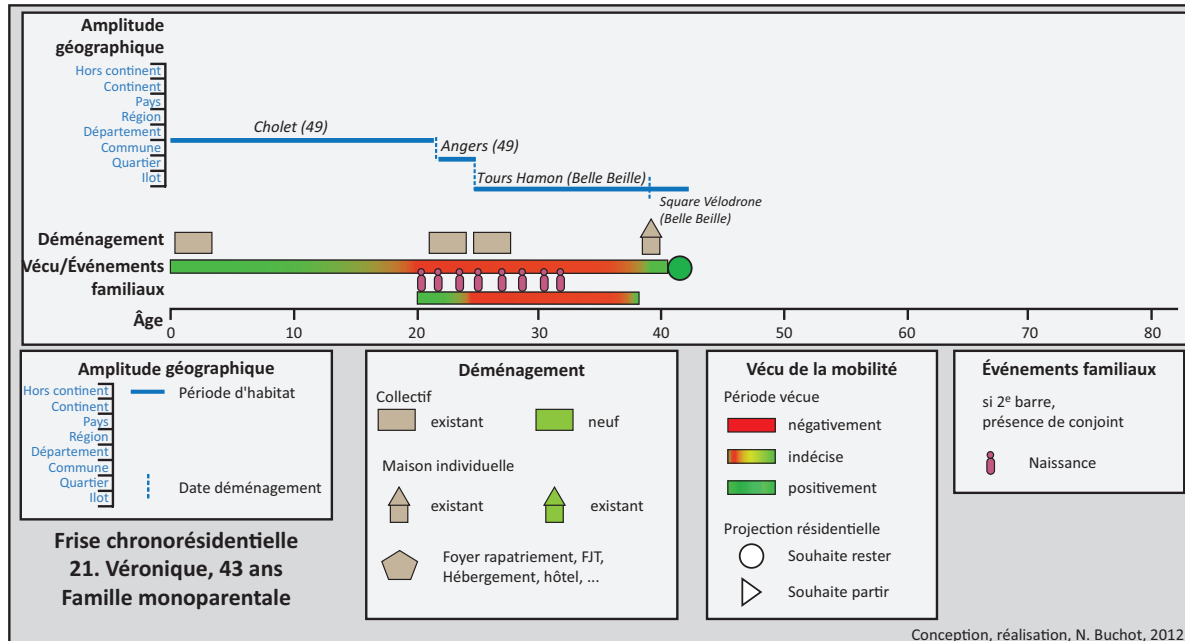 Amplitude
géographique
Hors continent
Continent
Pays
Région
Département
Commune
Quartier
Ilot
Cholet (49)
Angers (49)
Tours Hamon (Belle Beille)
Square Vélodrone
(Belle Beille)
Déménagement
Vécu/Événements
familiaux
Âge
0 10 20 30 40 50 60 70 80
Amplitude géographique
Hors continent
Continent
Pays
Région
Département
Commune
Quartier
Ilot
Période d'habitat
Date déménagement
Frise chronorésidentielle
21. Véronique, 43 ans
Famille monoparentale
Déménagement
Collectif
existant neuf
Maison individuelle
existant existant
Foyer rapatriement, FJT,
Hébergement, hôtel, ...
Vécu de la mobilité
Période vécue
négativement
indécise
positivement
Projection résidentielle
Souhaite rester
Souhaite partir
Événements familiaux
si 2e barre,
présence de conjoint
Naissance
Conception, réalisation, N. Buchot, 2012